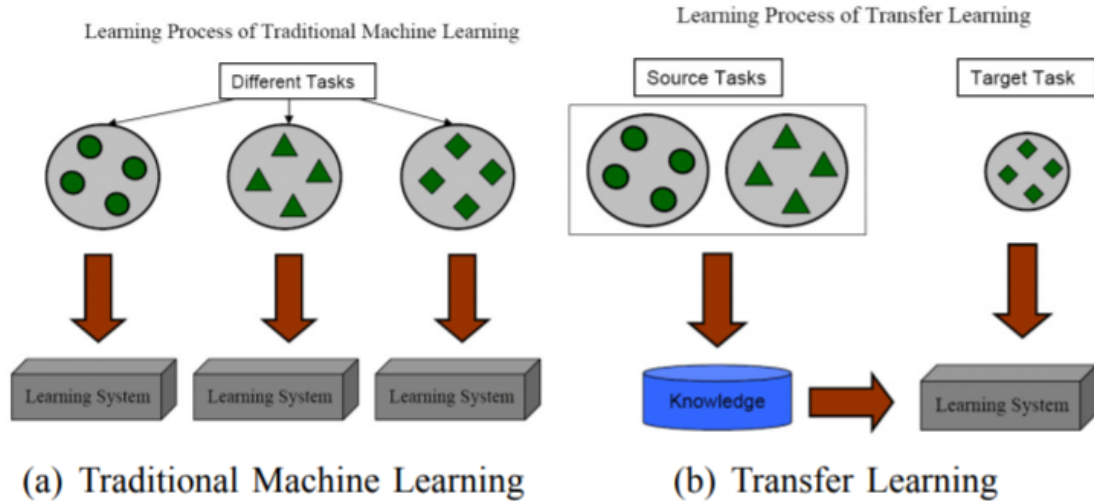 Learning Process of Traditional Machine Learning
Different Tasks
Learning System
Learning System
Learning System
(a) Traditional Machine Learning
Learning Process of Transfer Learning
Source Tasks
Target Task
Knowledge
Learning System
(b) Transfer Learning